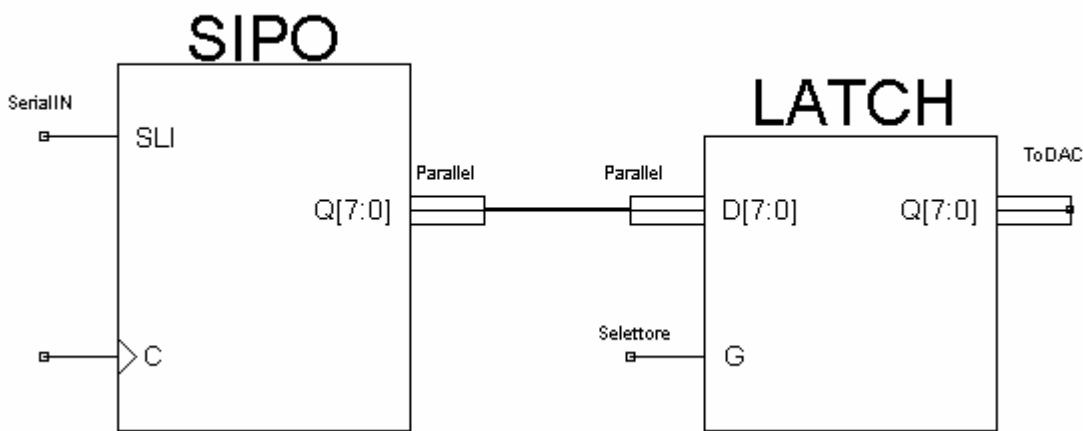 SIPO
LATCH
SerialIN
SLI
ToDAC
Parallel
Parallel
Q[7:0]
D[7:0]
Q[7:0]
Selettore
C
G